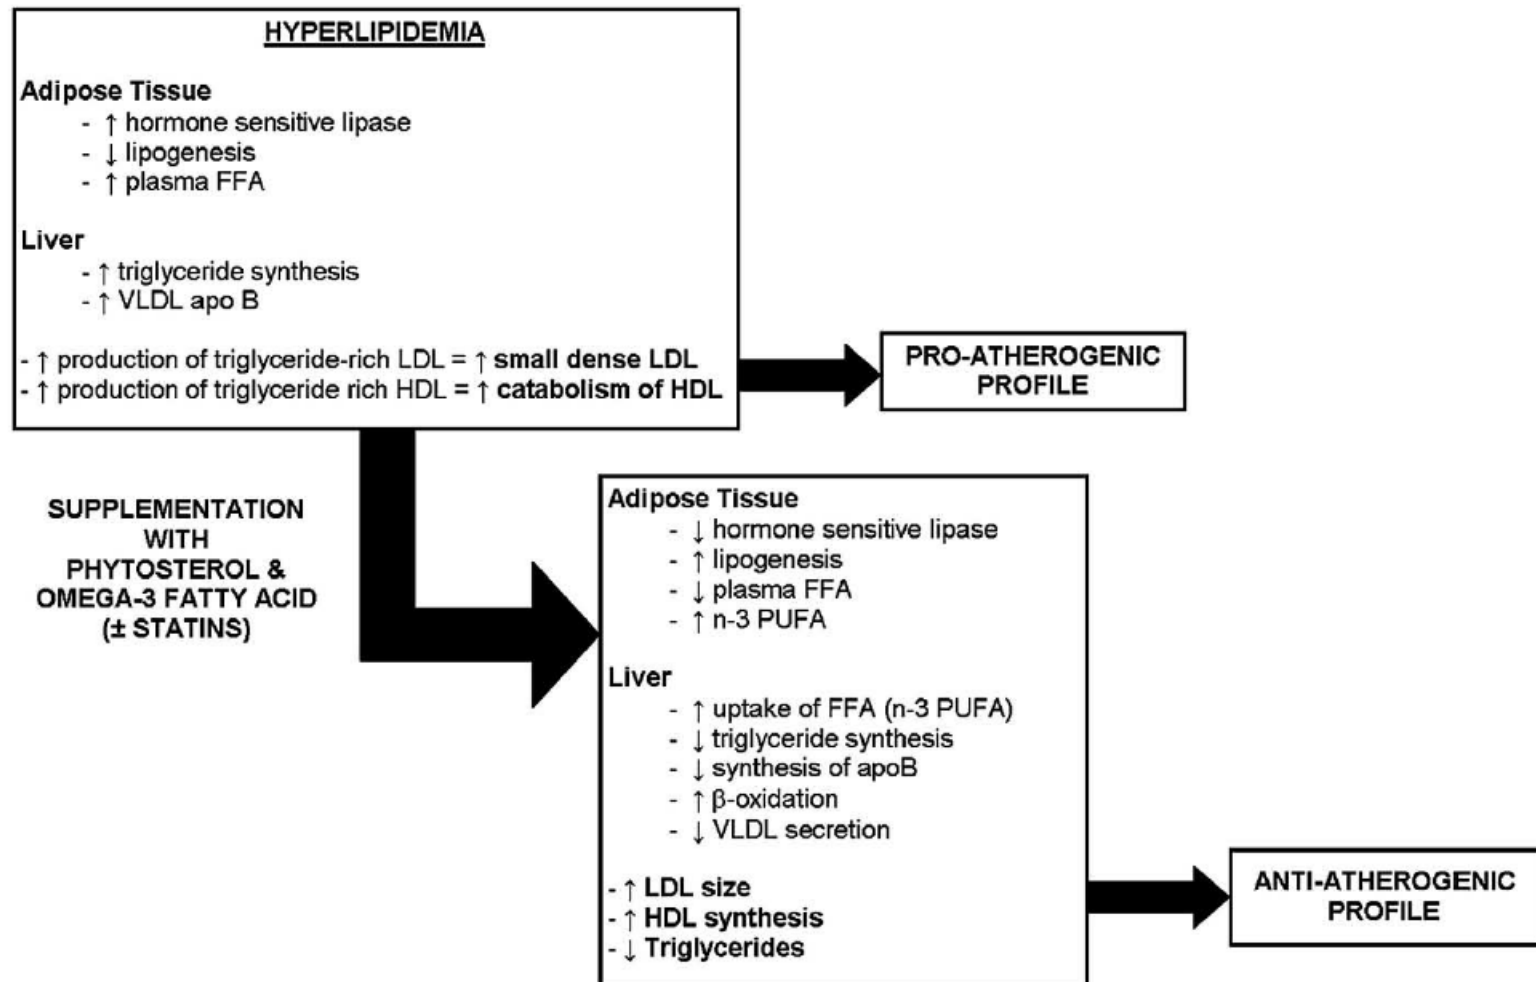 HYPERLIPIDEMIA
Adipose Tissue
- ↑ hormone sensitive lipase
- ↓ lipogenesis
- ↑ plasma FFA
Liver
- ↑ triglyceride synthesis
- ↑ VLDL apo B
- ↑ production of triglyceride-rich LDL = ↑ small dense LDL
- ↑ production of triglyceride rich HDL = ↑ catabolism of HDL
PRO-ATHEROGENIC
PROFILE
SUPPLEMENTATION
WITH
PHYTOSTEROL &
OMEGA-3 FATTY ACID
(± STATINS)
Adipose Tissue
- ↓ hormone sensitive lipase
- ↑ lipogenesis
- ↓ plasma FFA
- ↑ n-3 PUFA
Liver
- ↑ uptake of FFA (n-3 PUFA)
- ↓ triglyceride synthesis
- ↓ synthesis of apoB
- ↑ β-oxidation
- ↓ VLDL secretion
- ↑ LDL size
- ↑ HDL synthesis
- ↓ Triglycerides
ANTI-ATHEROGENIC
PROFILE